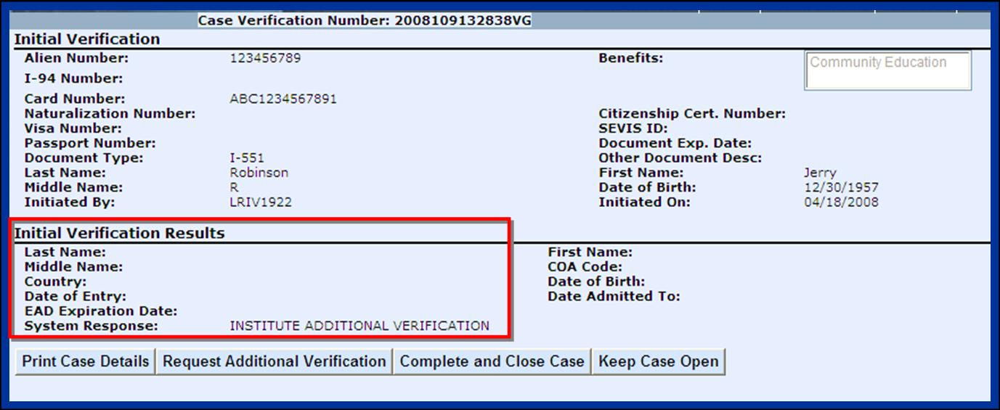 Case Verification Number: 2008109132838VG
Initial Verification
Alien Number: 123456789 Benefits: Community Education
I-94 Number:
Card Number: ABC1234567891
Naturalization Number: Citizenship Cert. Number:
Visa Number: SEVIS ID:
Passport Number: Document Exp. Date:
Document Type: I-551 Other Document Desc:
Last Name: Robinson First Name: Jerry
Middle Name: R Date of Birth: 12/30/1957
Initiated By: LRIV1922 Initiated On: 04/18/2008
Initial Verification Results
Last Name: First Name:
Middle Name: COA Code:
Country: Date of Birth:
Date of Entry: Date Admitted To:
EAD Expiration Date:
System Response: INSTITUTE ADDITIONAL VERIFICATION
Print Case Details Request Additional Verification Complete and Close Case Keep Case Open